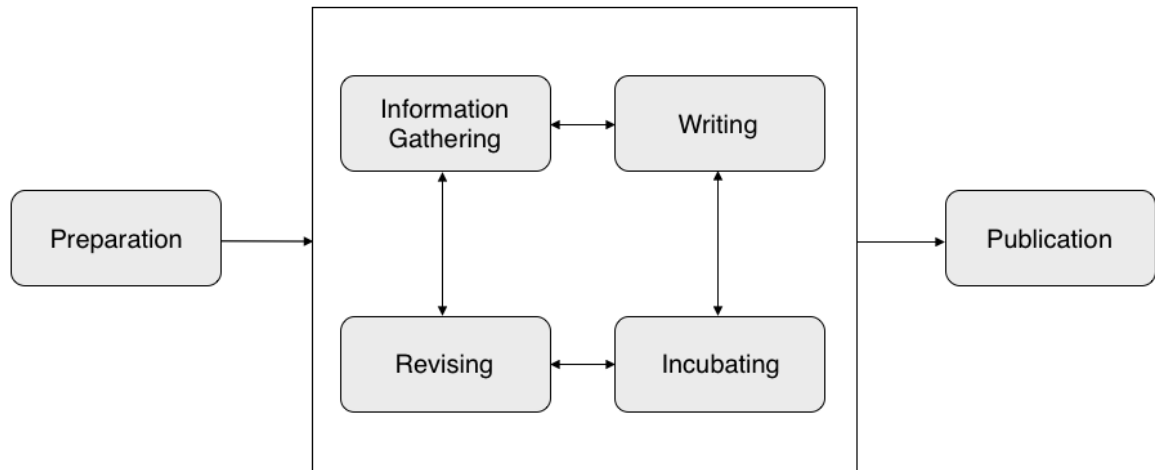 Information
Gathering
Writing
Preparation
Publication
Revising
Incubating